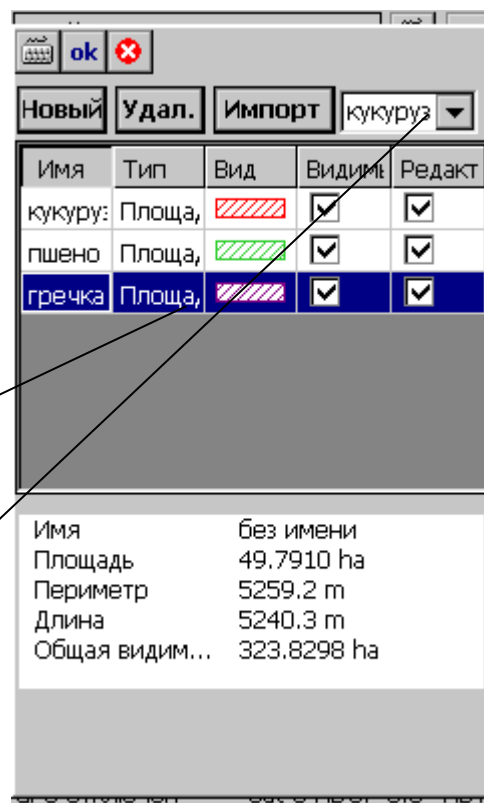 ok
Новый Удал. Импорт кукуруз
Имя Тип Вид Видимь Редакт
кукуруз Площа,
пшено Площа,
гречка Площа,
Имя без имени
Площадь 49.7910 ha
Периметр 5259.2 m
Длина 5240.3 m
Общая видим... 323.8298 ha